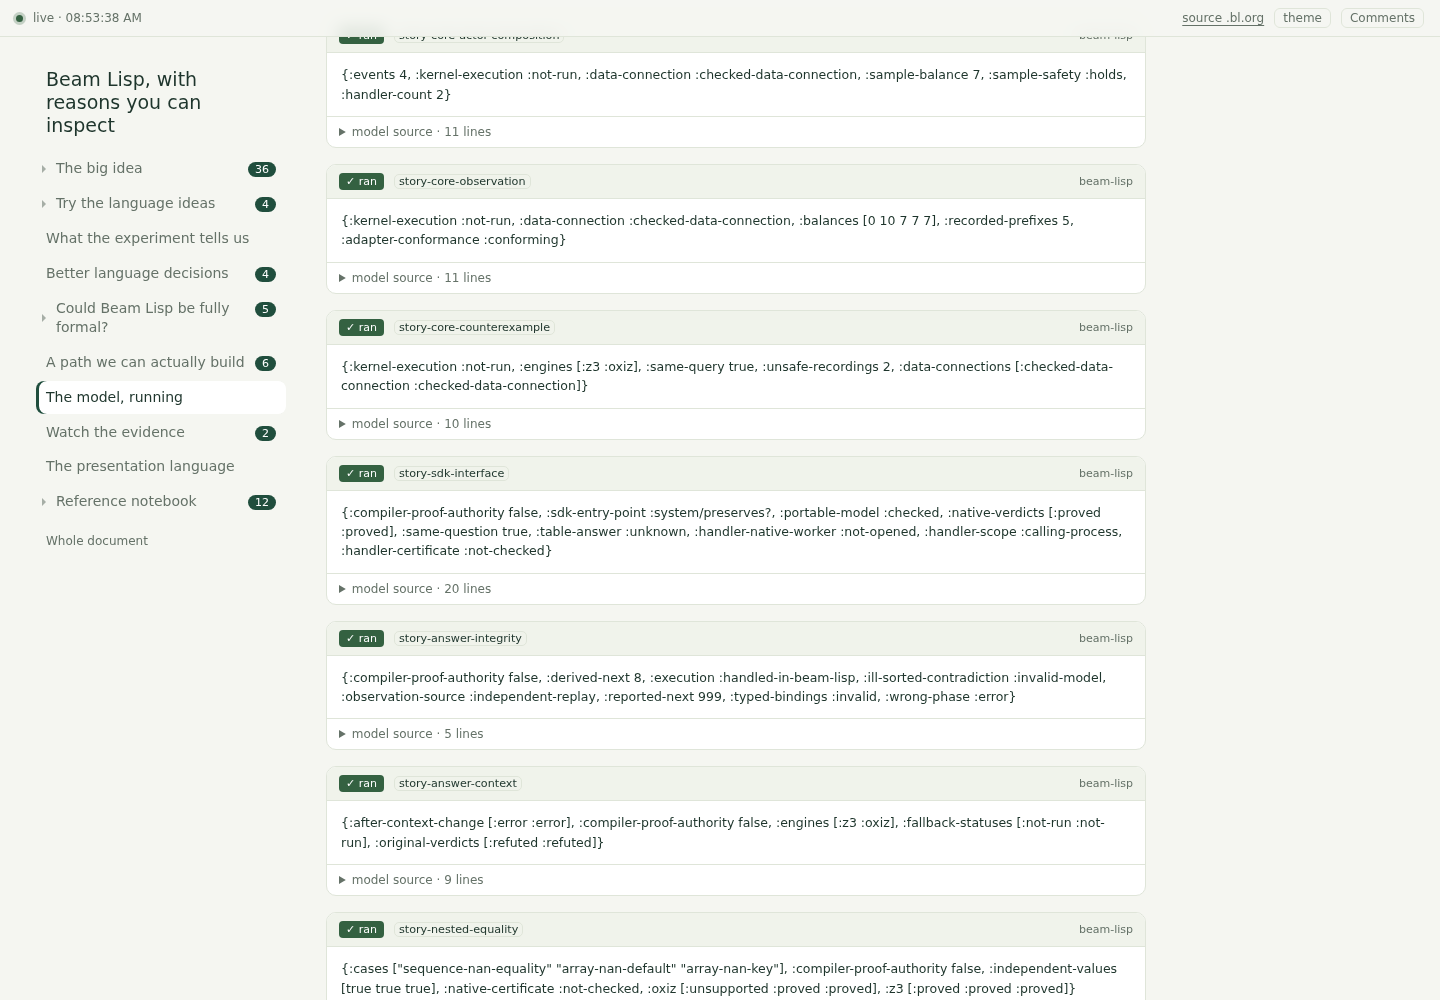 live · 08:53:38 AM
source .bl.org
theme
Comments
Beam Lisp, with
reasons you can
inspect
The big idea 36
Try the language ideas 4
What the experiment tells us
Better language decisions 4
Could Beam Lisp be fully 5
formal?
A path we can actually build 6
The model, running
Watch the evidence 2
The presentation language
Reference notebook 12
Whole document
✓ ran story-core-actor-composition beam-lisp
{:events 4, :kernel-execution :not-run, :data-connection :checked-data-connection, :sample-balance 7, :sample-safety :holds,
:handler-count 2}
model source · 11 lines
✓ ran story-core-observation beam-lisp
{:kernel-execution :not-run, :data-connection :checked-data-connection, :balances [0 10 7 7 7], :recorded-prefixes 5,
:adapter-conformance :conforming}
model source · 11 lines
✓ ran story-core-counterexample beam-lisp
{:kernel-execution :not-run, :engines [:z3 :oxiz], :same-query true, :unsafe-recordings 2, :data-connections [:checked-data-
connection :checked-data-connection]}
model source · 10 lines
✓ ran story-sdk-interface beam-lisp
{:compiler-proof-authority false, :sdk-entry-point :system/preserves?, :portable-model :checked, :native-verdicts [:proved
:proved], :same-question true, :table-answer :unknown, :handler-native-worker :not-opened, :handler-scope :calling-process,
:handler-certificate :not-checked}
model source · 20 lines
✓ ran story-answer-integrity beam-lisp
{:compiler-proof-authority false, :derived-next 8, :execution :handled-in-beam-lisp, :ill-sorted-contradiction :invalid-model,
:observation-source :independent-replay, :reported-next 999, :typed-bindings :invalid, :wrong-phase :error}
model source · 5 lines
✓ ran story-answer-context beam-lisp
{:after-context-change [:error :error], :compiler-proof-authority false, :engines [:z3 :oxiz], :fallback-statuses [:not-run :not-
run], :original-verdicts [:refuted :refuted]}
model source · 9 lines
✓ ran story-nested-equality beam-lisp
{:cases ["sequence-nan-equality" "array-nan-default" "array-nan-key"], :compiler-proof-authority false, :independent-values
[true true true], :native-certificate :not-checked, :oxiz [:unsupported :proved :proved], :z3 [:proved :proved :proved]}